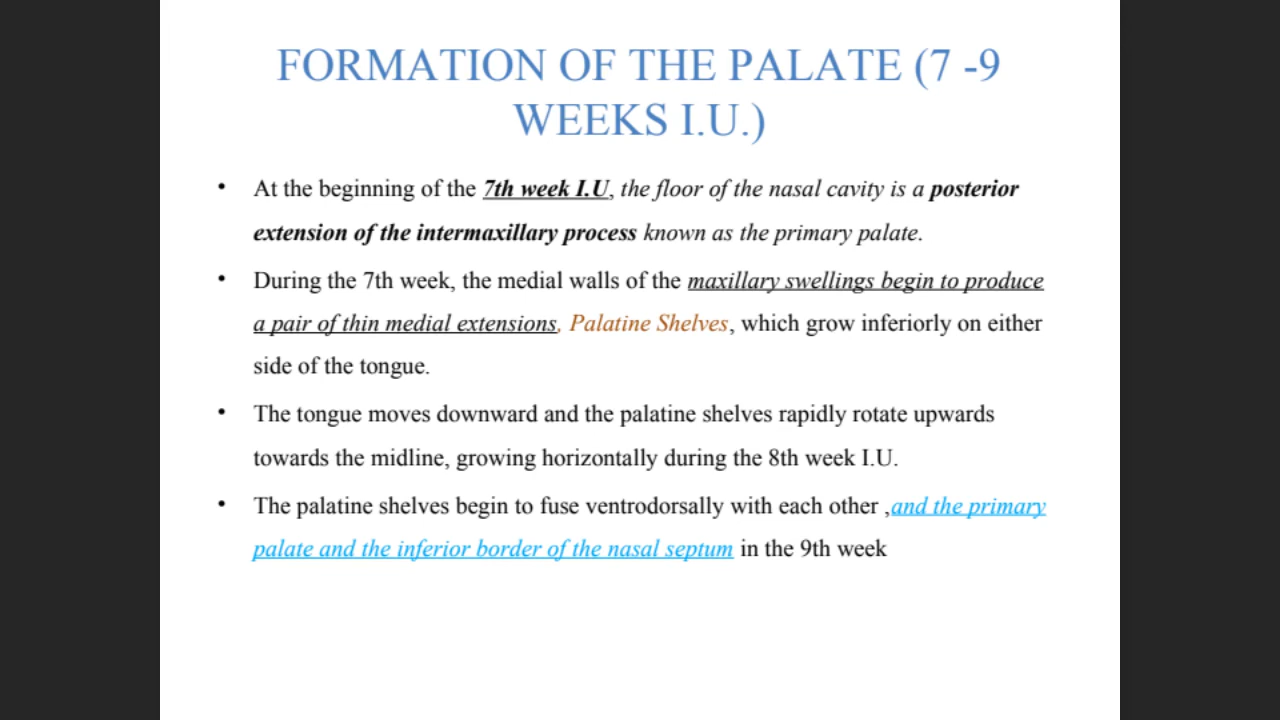 FORMATION OF THE PALATE (7 -9
WEEKS I.U.)
• At the beginning of the 7th week I.U, the floor of the nasal cavity is a posterior
extension of the intermaxillary process known as the primary palate.
• During the 7th week, the medial walls of the maxillary swellings begin to produce
a pair of thin medial extensions, Palatine Shelves, which grow inferiorly on either
side of the tongue.
• The tongue moves downward and the palatine shelves rapidly rotate upwards
towards the midline, growing horizontally during the 8th week I.U.
• The palatine shelves begin to fuse ventrodorsally with each other ,and the primary
palate and the inferior border of the nasal septum in the 9th week